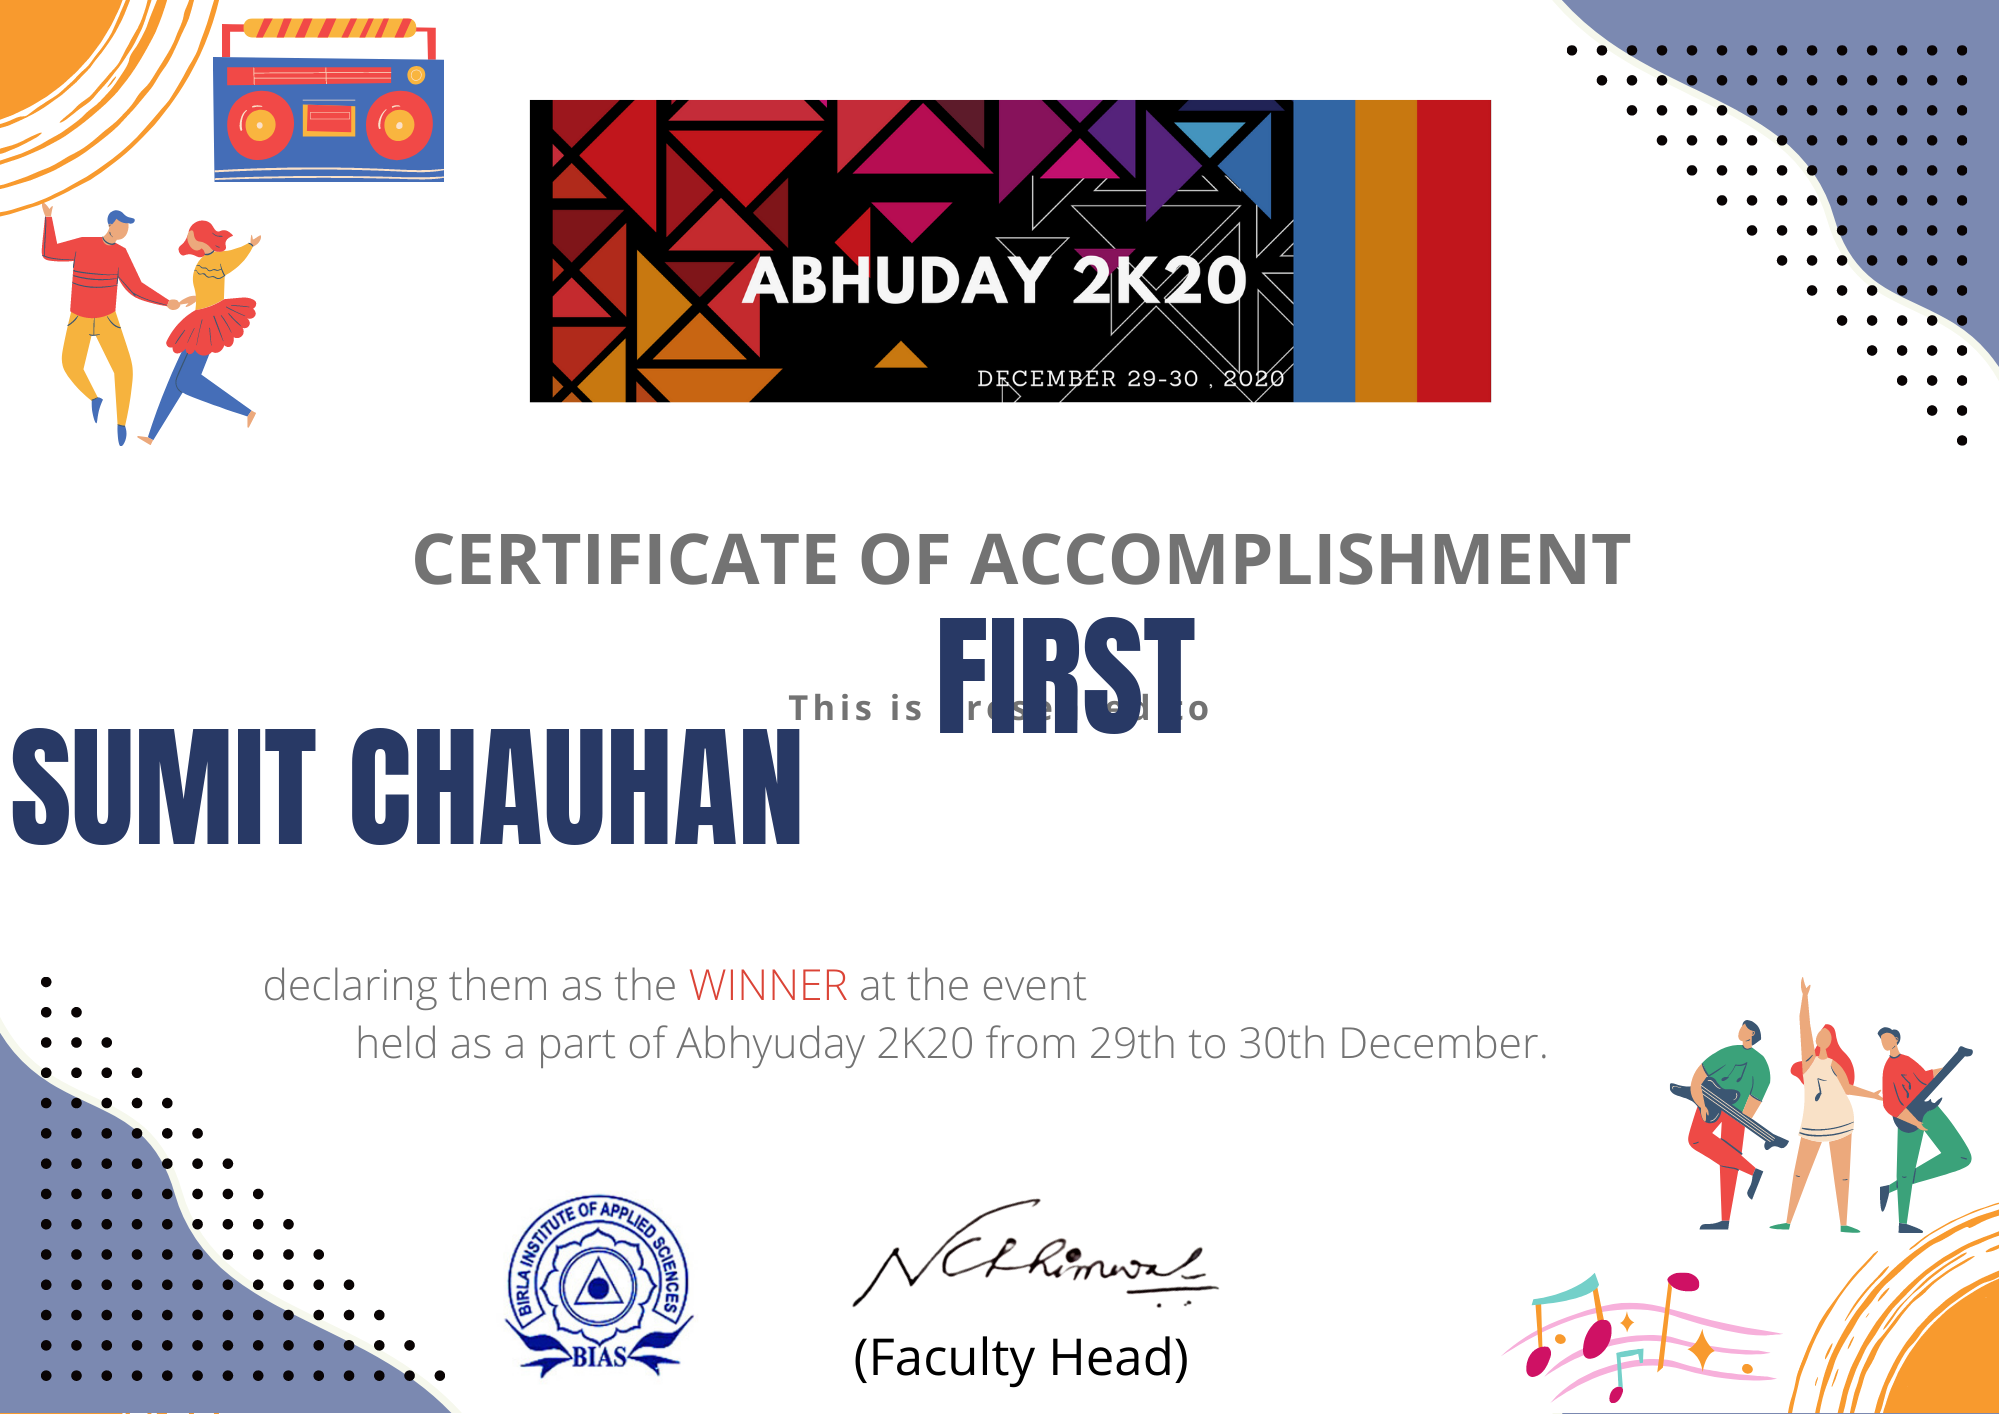 ABHUDAY 2K20
DECEMBER 29-30 , 2020
CERTIFICATE OF ACCOMPLISHMENT
FIRST
This is presented to
SUMIT CHAUHAN
declaring them as the WINNER at the event
held as a part of Abhyuday 2K20 from 29th to 30th December.
BIRLA INSTITUTE OF APPLIED SCIENCES
BIAS
(Faculty Head)